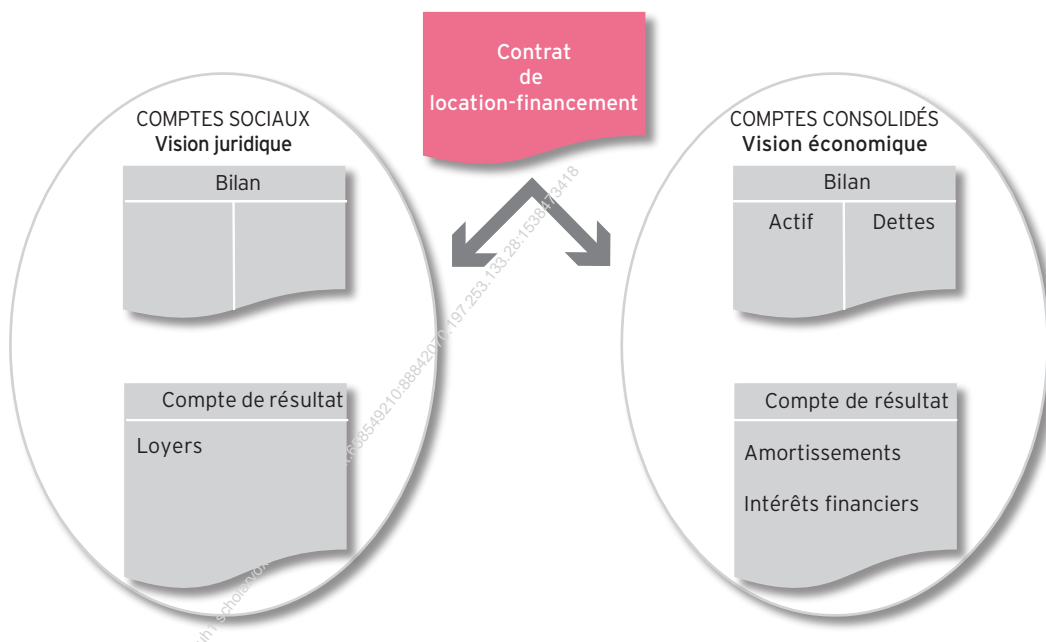 Contrat
de
location-financement
COMPTES SOCIAUX
Vision juridique
Bilan
Compte de résultat
Loyers
COMPTES CONSOLIDÉS
Vision économique
Bilan
Actif
Dettes
Compte de résultat
Amortissements
Intérêts financiers